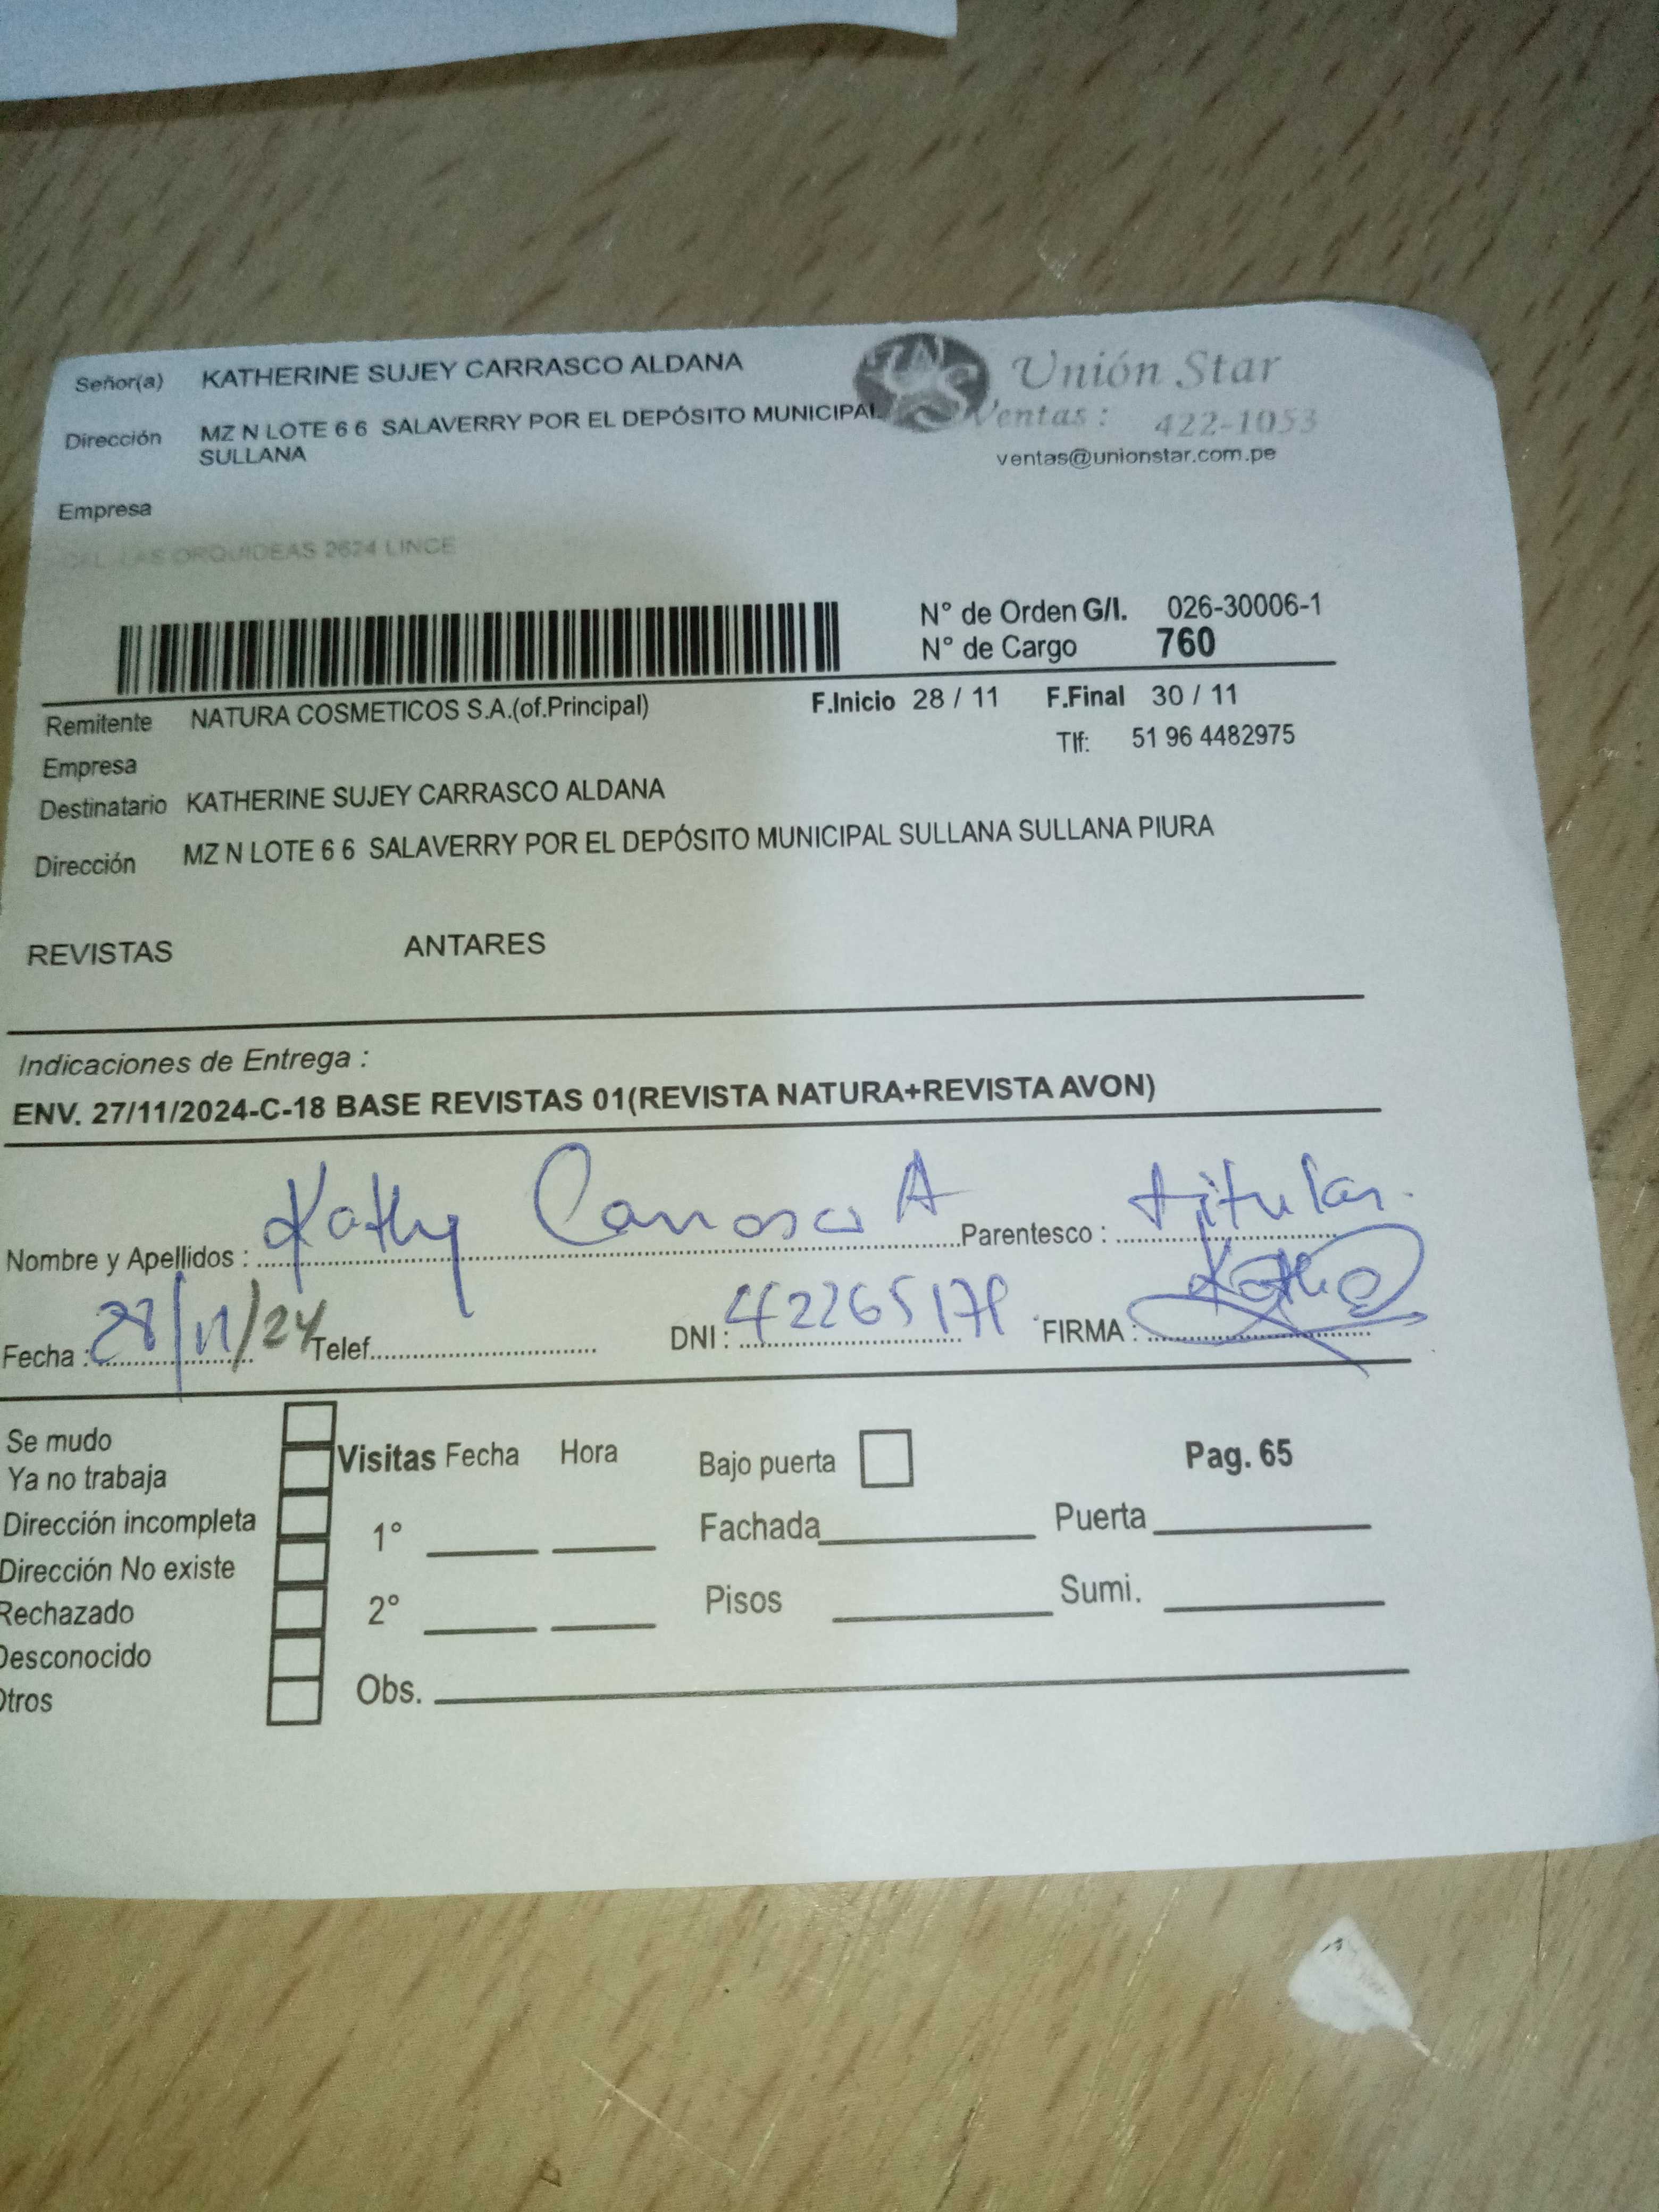 Señor(a) KATHERINE SUJEY CARRASCO ALDANA
Unión Star
Dirección MZ N LOTE 6 6 SALAVERRY POR EL DEPÓSITO MUNICIPAL
SULLANA
Ventas : 422-1053
ventas@unionstar.com.pe
Empresa
LAS ORQUIDEAS 2624 LINCE
N° de Orden G/I. 026-30006-1
N° de Cargo 760
Remitente NATURA COSMETICOS S.A.(of.Principal)
F.Inicio 28 / 11 F.Final 30 / 11
Empresa
Tlf: 51 96 4482975
Destinatario KATHERINE SUJEY CARRASCO ALDANA
Dirección MZ N LOTE 6 6 SALAVERRY POR EL DEPÓSITO MUNICIPAL SULLANA SULLANA PIURA
REVISTAS ANTARES
Indicaciones de Entrega :
ENV. 27/11/2024-C-18 BASE REVISTAS 01(REVISTA NATURA+REVISTA AVON)
Nombre y Apellidos : Kathy Carrasco A Parentesco : titular.
Fecha : 28/11/24 Telef. DNI : FIRMA :
Se mudo
Ya no trabaja
Dirección incompleta
Dirección No existe
Rechazado
Desconocido
Otros
Visitas Fecha Hora
1°
2°
Obs.
Bajo puerta
Pag. 65
Fachada Puerta
Pisos Sumi.